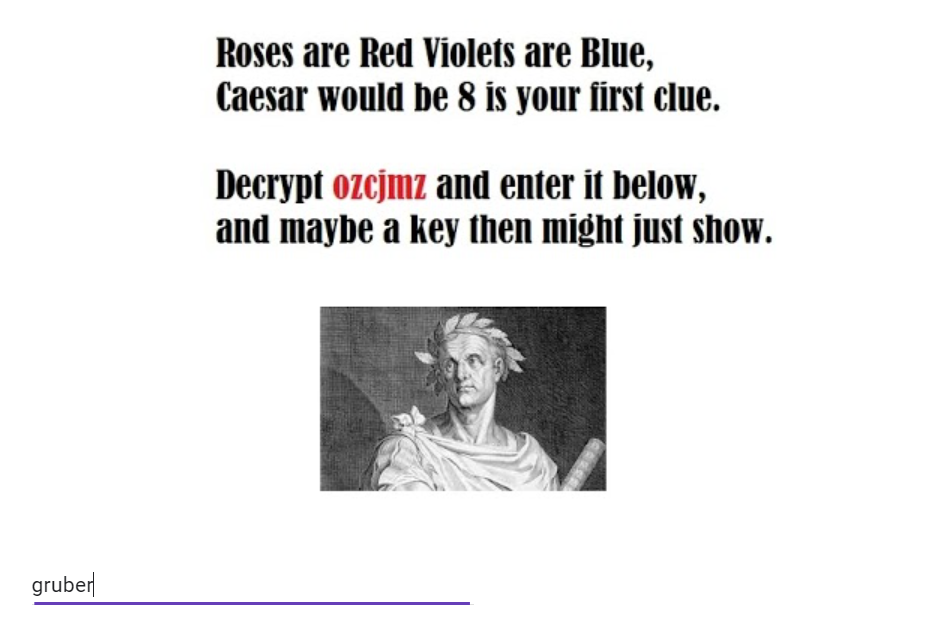 Roses are Red Violets are Blue,
Caesar would be 8 is your first clue.
Decrypt ozcjmz and enter it below,
and maybe a key then might just show.
gruber